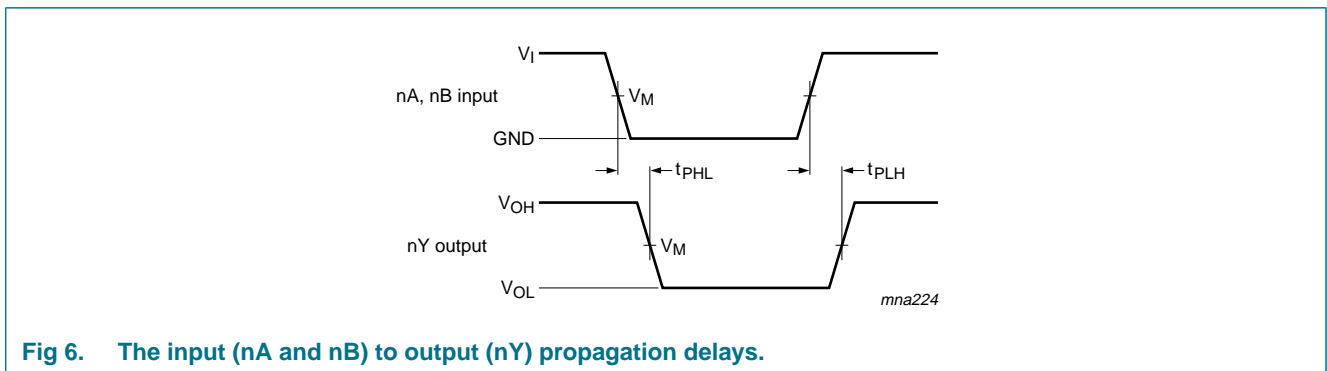 VI
nA, nB input
VM
GND
tPHL
tPLH
VOH
nY output
VM
VOL
mna224
Fig 6. The input (nA and nB) to output (nY) propagation delays.